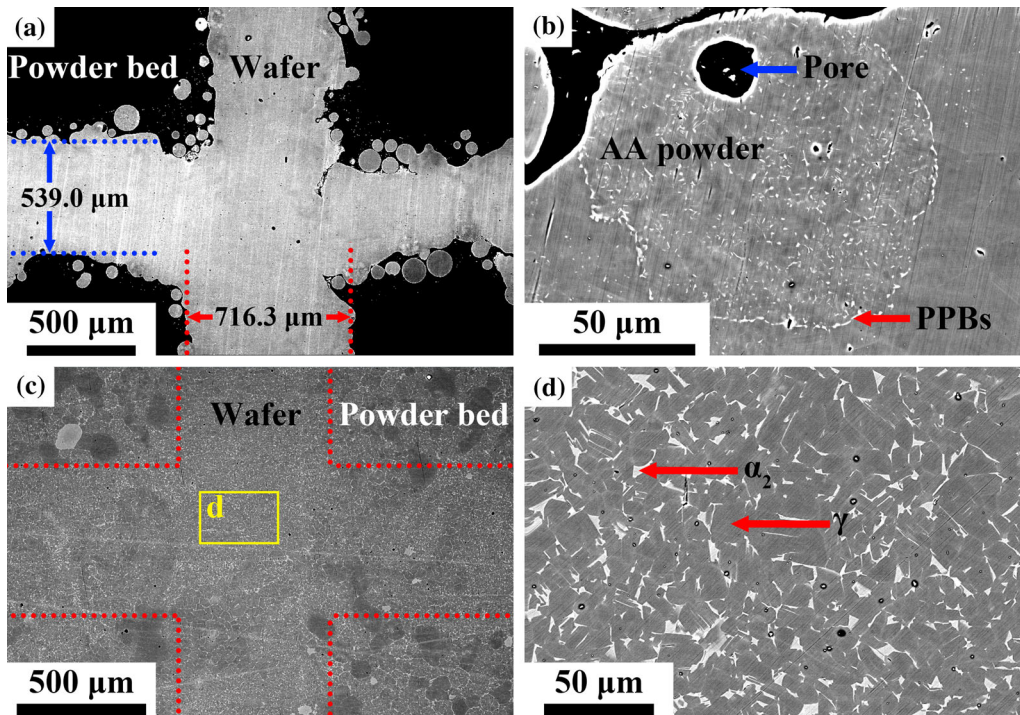 (a)
Powder bed
Wafer
539.0 μm
716.3 μm
500 μm
(b)
Pore
AA powder
PPBs
50 μm
(c)
Wafer
Powder bed
d
500 μm
(d)
α₂
γ
50 μm